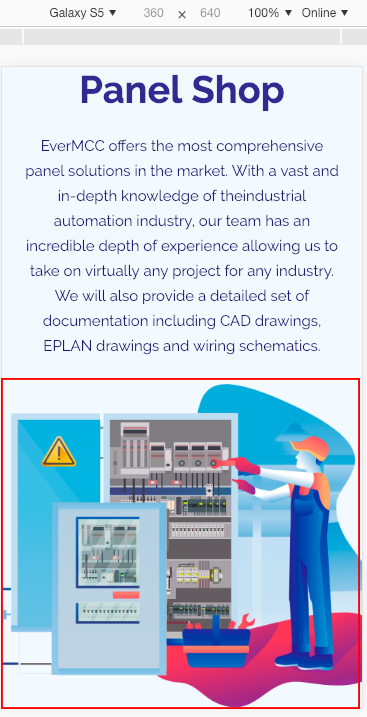 Galaxy S5 ▼ 360 × 640 100% ▼ Online ▼
Panel Shop
EverMCC offers the most comprehensive
panel solutions in the market. With a vast and
in-depth knowledge of theindustrial
automation industry, our team has an
incredible depth of experience allowing us to
take on virtually any project for any industry.
We will also provide a detailed set of
documentation including CAD drawings,
EPLAN drawings and wiring schematics.